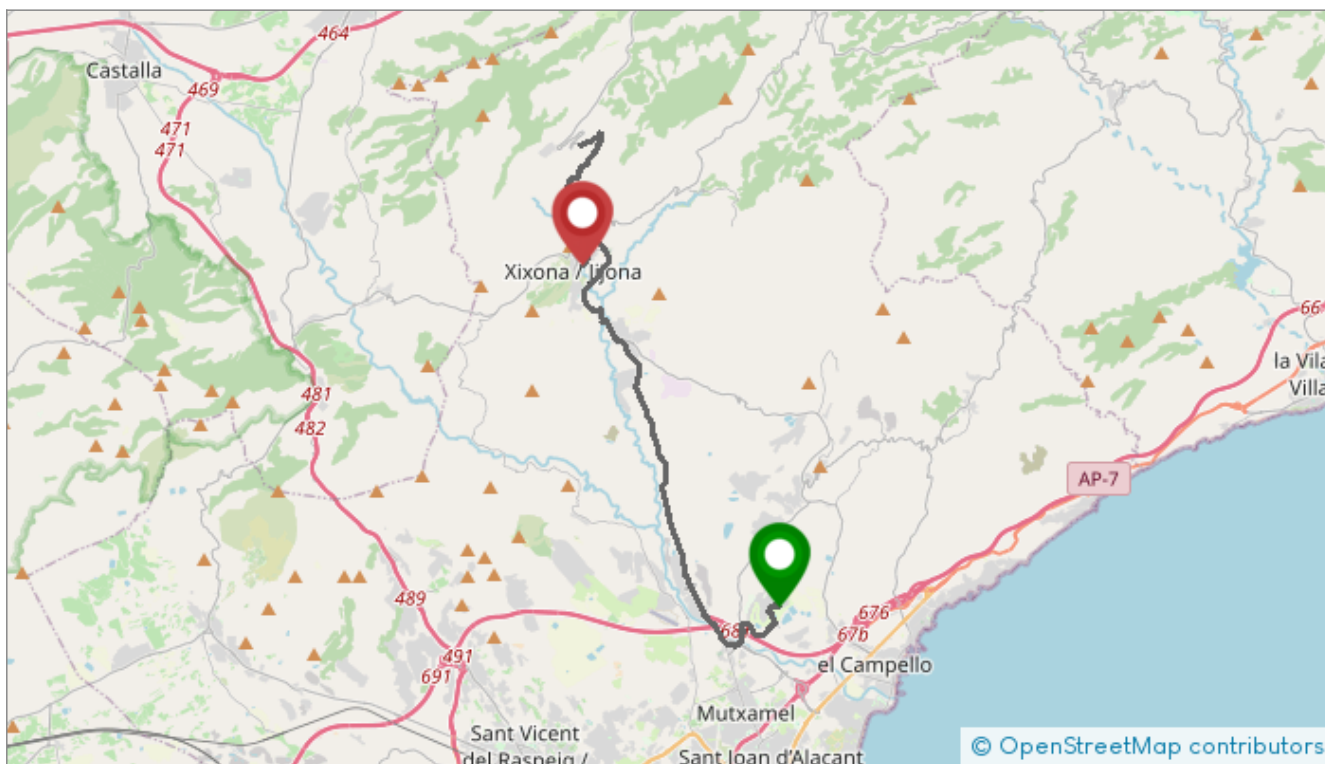 464
Castalla
469
471
471
Xixona / Jijona
66
la Vila
Villa
481
482
AP-7
489
676
68
676
491
el Campello
691
Mutxamel
Sant Vicent
del Raspeig /
Sant Joan d'Alacant
© OpenStreetMap contributors